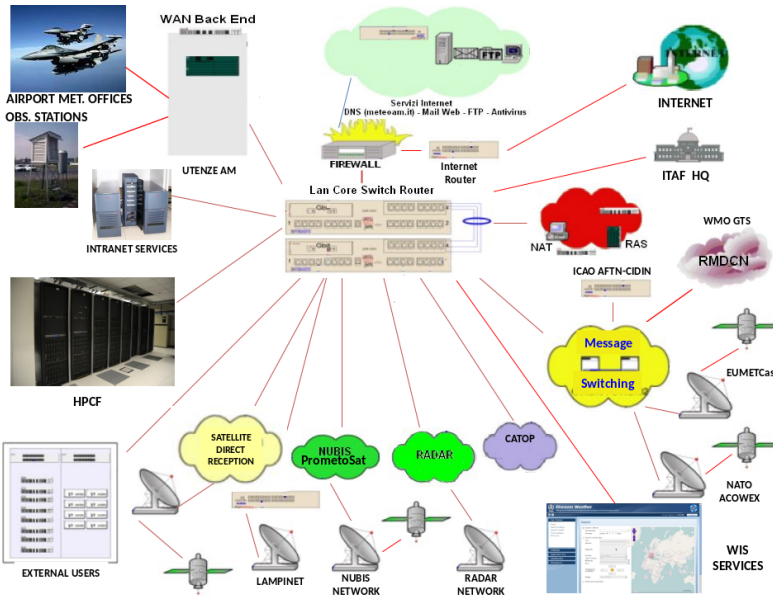 WAN Back End
FTP
Servizi Internet
DNS (meteoam.it) - Mail Web - FTP - Antivirus
INTERNET
AIRPORT MET. OFFICES
OBS. STATIONS
INTERNET
FIREWALL
Internet
Router
UTENZE AM
ITAF HQ
Lan Core Switch Router
INTRANET SERVICES
NAT
RAS
WMO GTS
RMDCN
ICAO AFTN-CIDIN
Message
Switching
EUMETCas
HPCF
SATELLITE
DIRECT
RECEPTION
NUBIS
PrometoSat
RADAR
CATOP
NATO
ACOWEX
EXTERNAL USERS
LAMPINET
NUBIS
NETWORK
RADAR
NETWORK
WIS
SERVICES